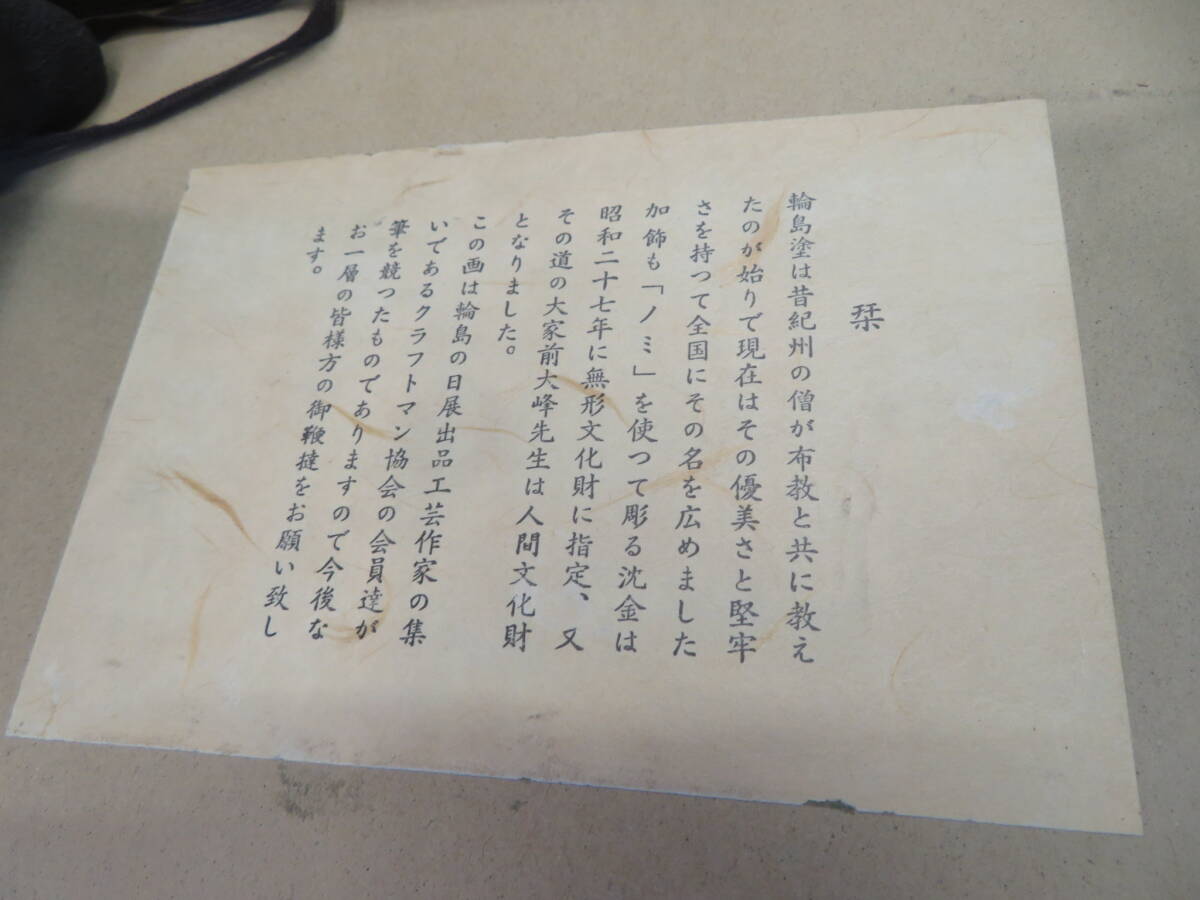 栞
輪島塗は昔紀州の僧が布教と共に教え
たのが始りで現在はその優美さと堅牢
さを持つて全国にその名を広めました
加飾も「ノミ」を使つて彫る沈金は
昭和二十七年に無形文化財に指定、又
その道の大家前大峰先生は人間文化財
となりました。
この画は輪島の日展出品工芸作家の集
いであるクラフトマン協会の会員達が
筆を競つたものでありますので今後な
お一層の皆様方の御鞭撻をお願い致し
ます。